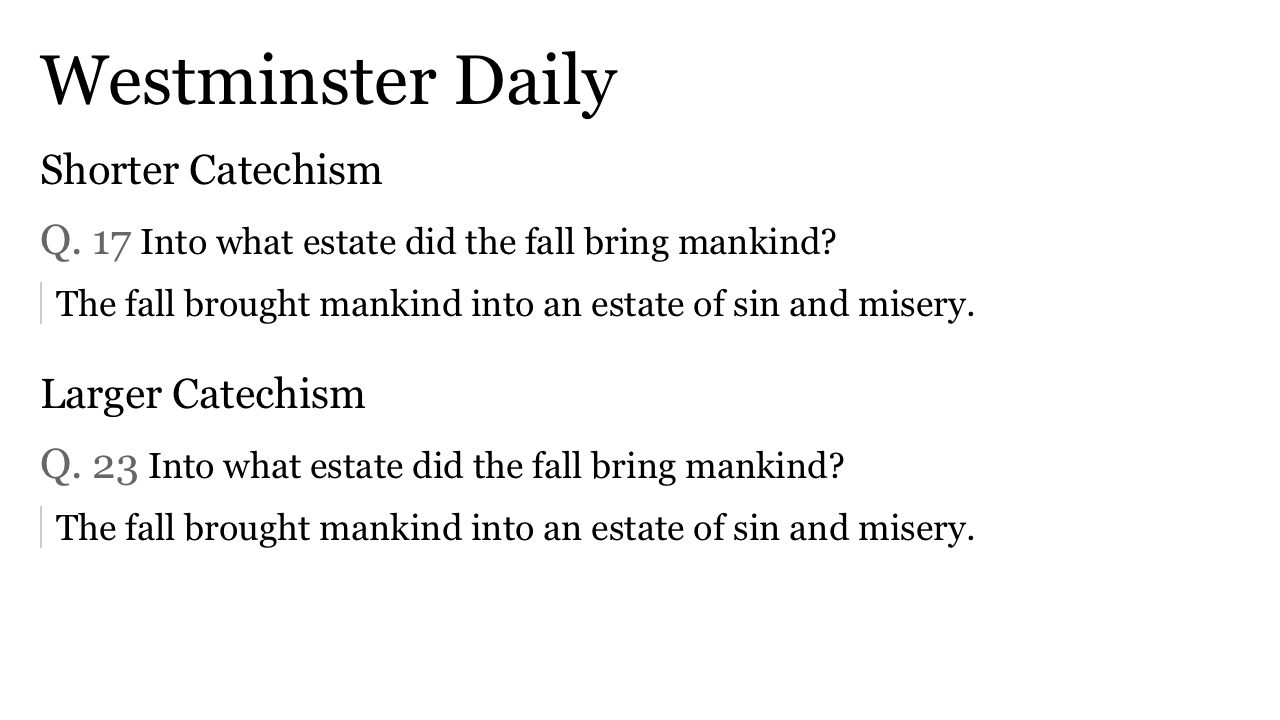 Westminster Daily
Shorter Catechism
Q. 17 Into what estate did the fall bring mankind?
The fall brought mankind into an estate of sin and misery.
Larger Catechism
Q. 23 Into what estate did the fall bring mankind?
The fall brought mankind into an estate of sin and misery.